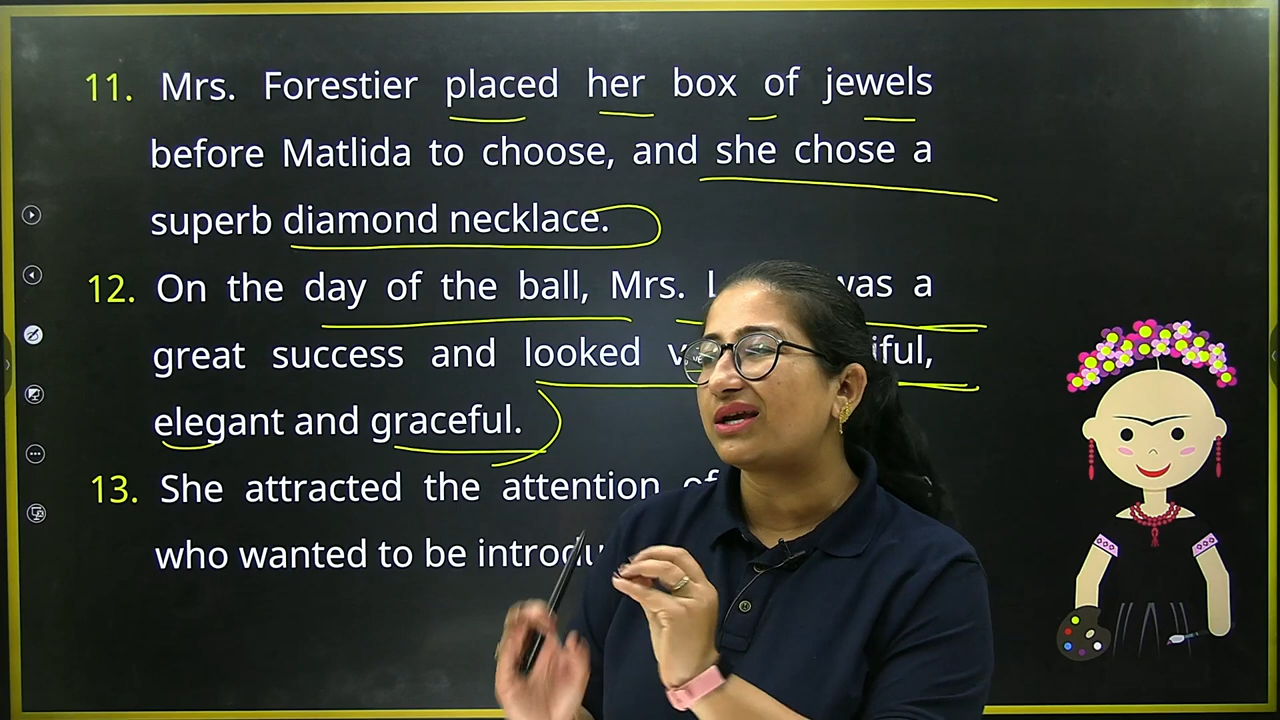 11. Mrs. Forestier placed her box of jewels
before Matlida to choose, and she chose a
superb diamond necklace.
12. On the day of the ball, Mrs. was a
great success and looked
elegant and graceful.
13. She attracted the attention of
who wanted to be